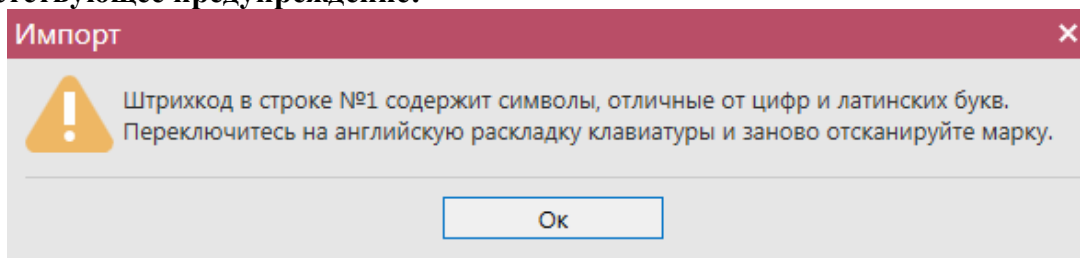 предупреждение:
Импорт
Штрихкод в строке №1 содержит символы, отличные от цифр и латинских букв.
Переключитесь на английскую раскладку клавиатуры и заново отсканируйте марку.
Ок